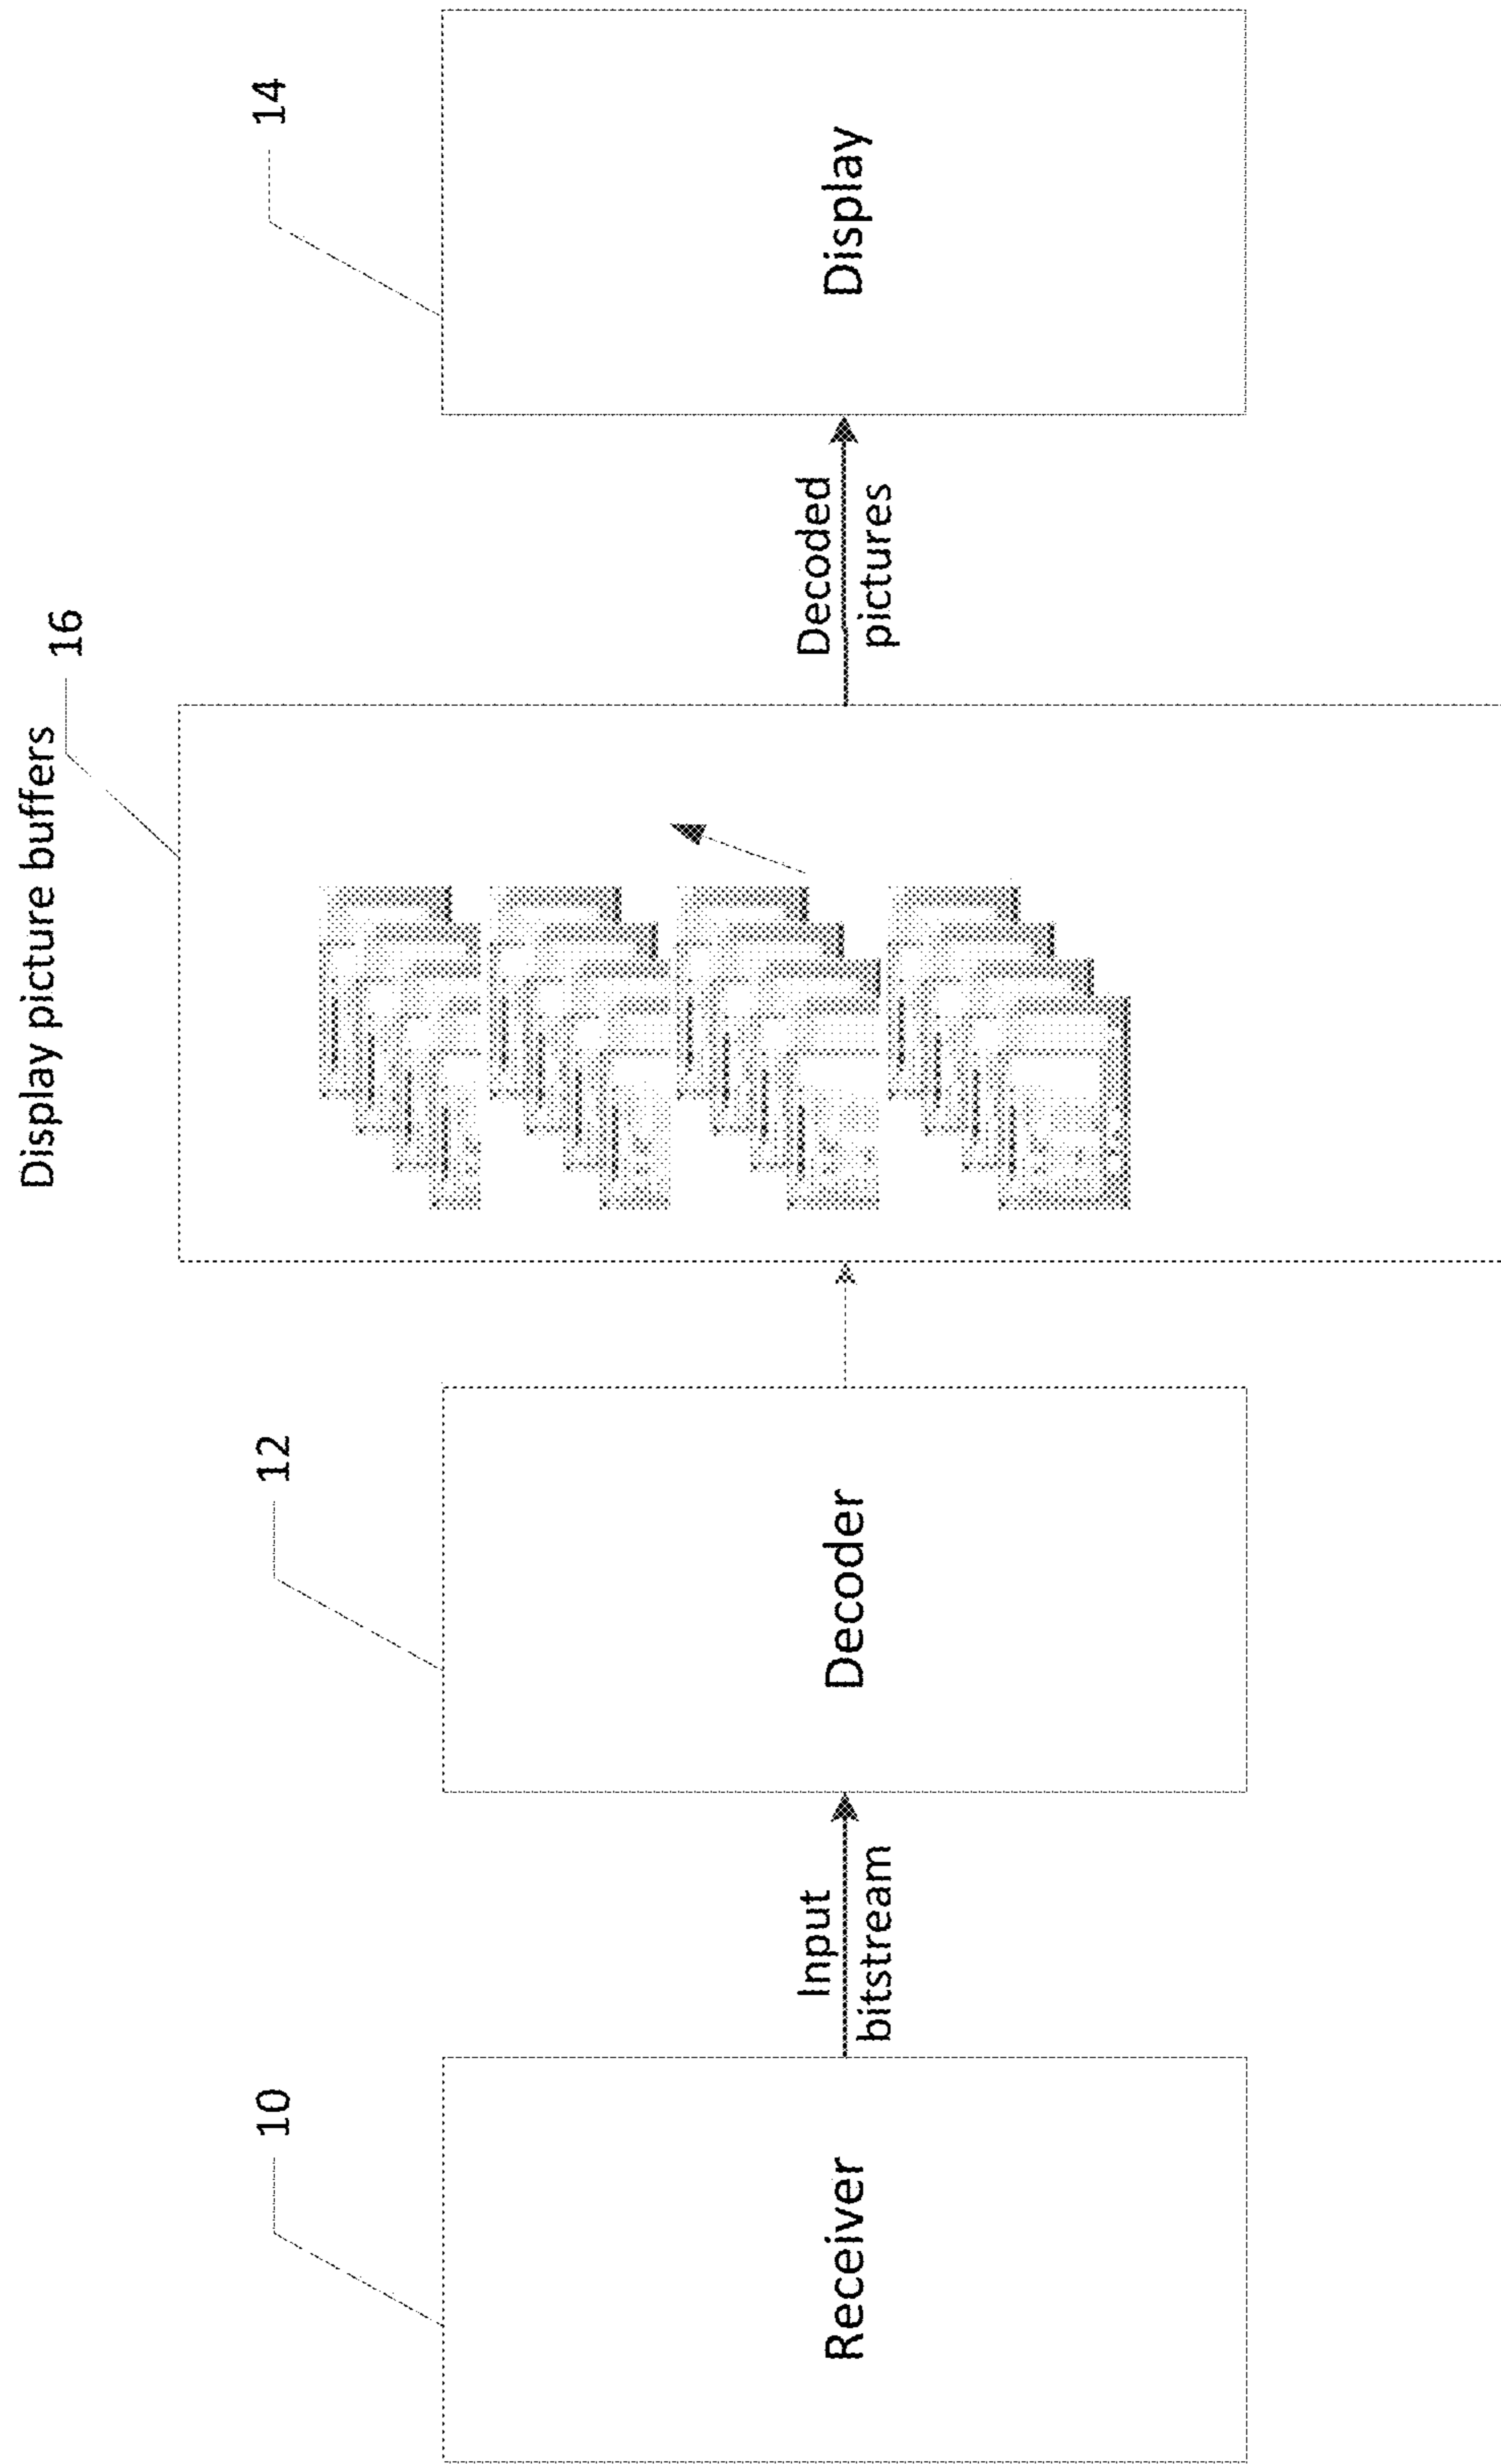 Display picture buffers
16
10
12
14
Receiver
Input
bitstream
Decoder
Decoded
pictures
Display